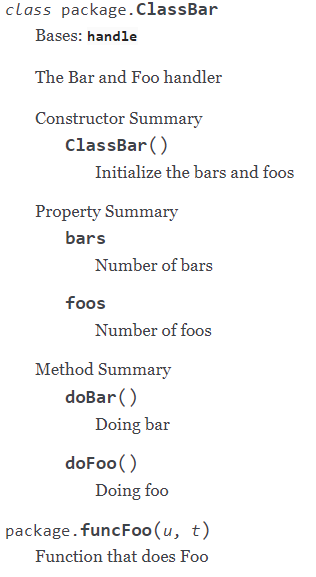 class package.ClassBar
Bases: handle
The Bar and Foo handler
Constructor Summary
ClassBar()
Initialize the bars and foos
Property Summary
bars
Number of bars
foos
Number of foos
Method Summary
doBar()
Doing bar
doFoo()
Doing foo
package.funcFoo(u, t)
Function that does Foo